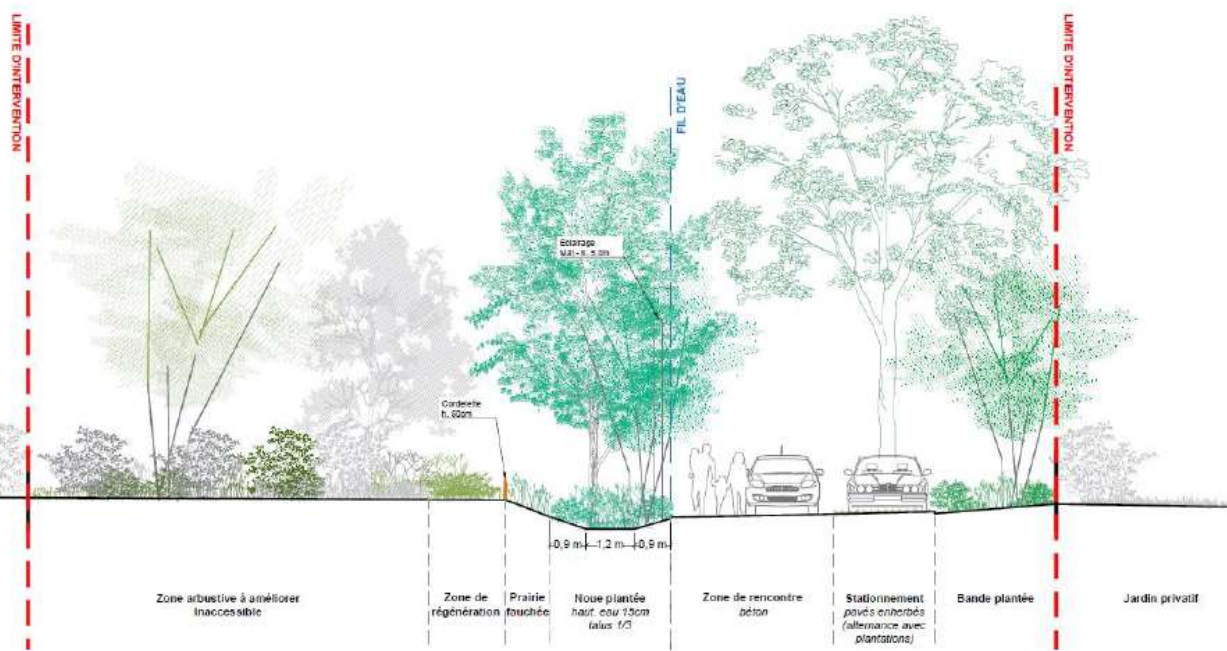 LIMITE D'INTERVENTION
FIL D'EAU
LIMITE D'INTERVENTION
Eclairage
Mât - h. 5,0m
Cordelette
h. 50cm
0,9 m
1,2 m
0,9 m
Zone arbustive à améliorer
Inaccessible
Zone de
régénération
Prairie
fauchée
Noue plantée
haut. eau 15cm
talus 1/3
Zone de rencontre
béton
Stationnement
pavés enherbés
(alternance avec
plantations)
Bande plantée
Jardin privatif